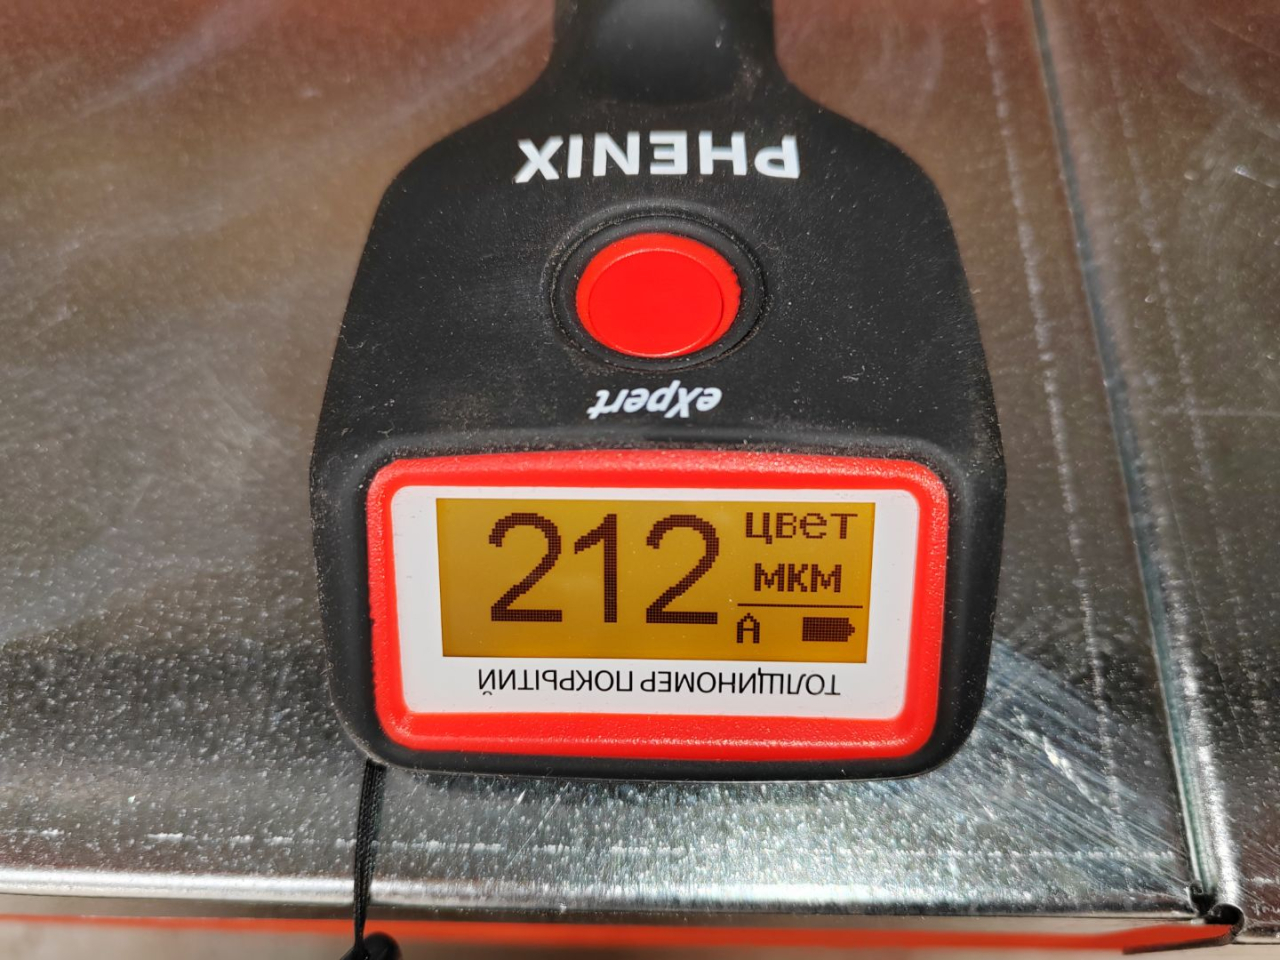 PHENIX
eXpert
212
цвет
мкм
A
ТОЛЩИНОМЕР ПОКРЫТИЙ